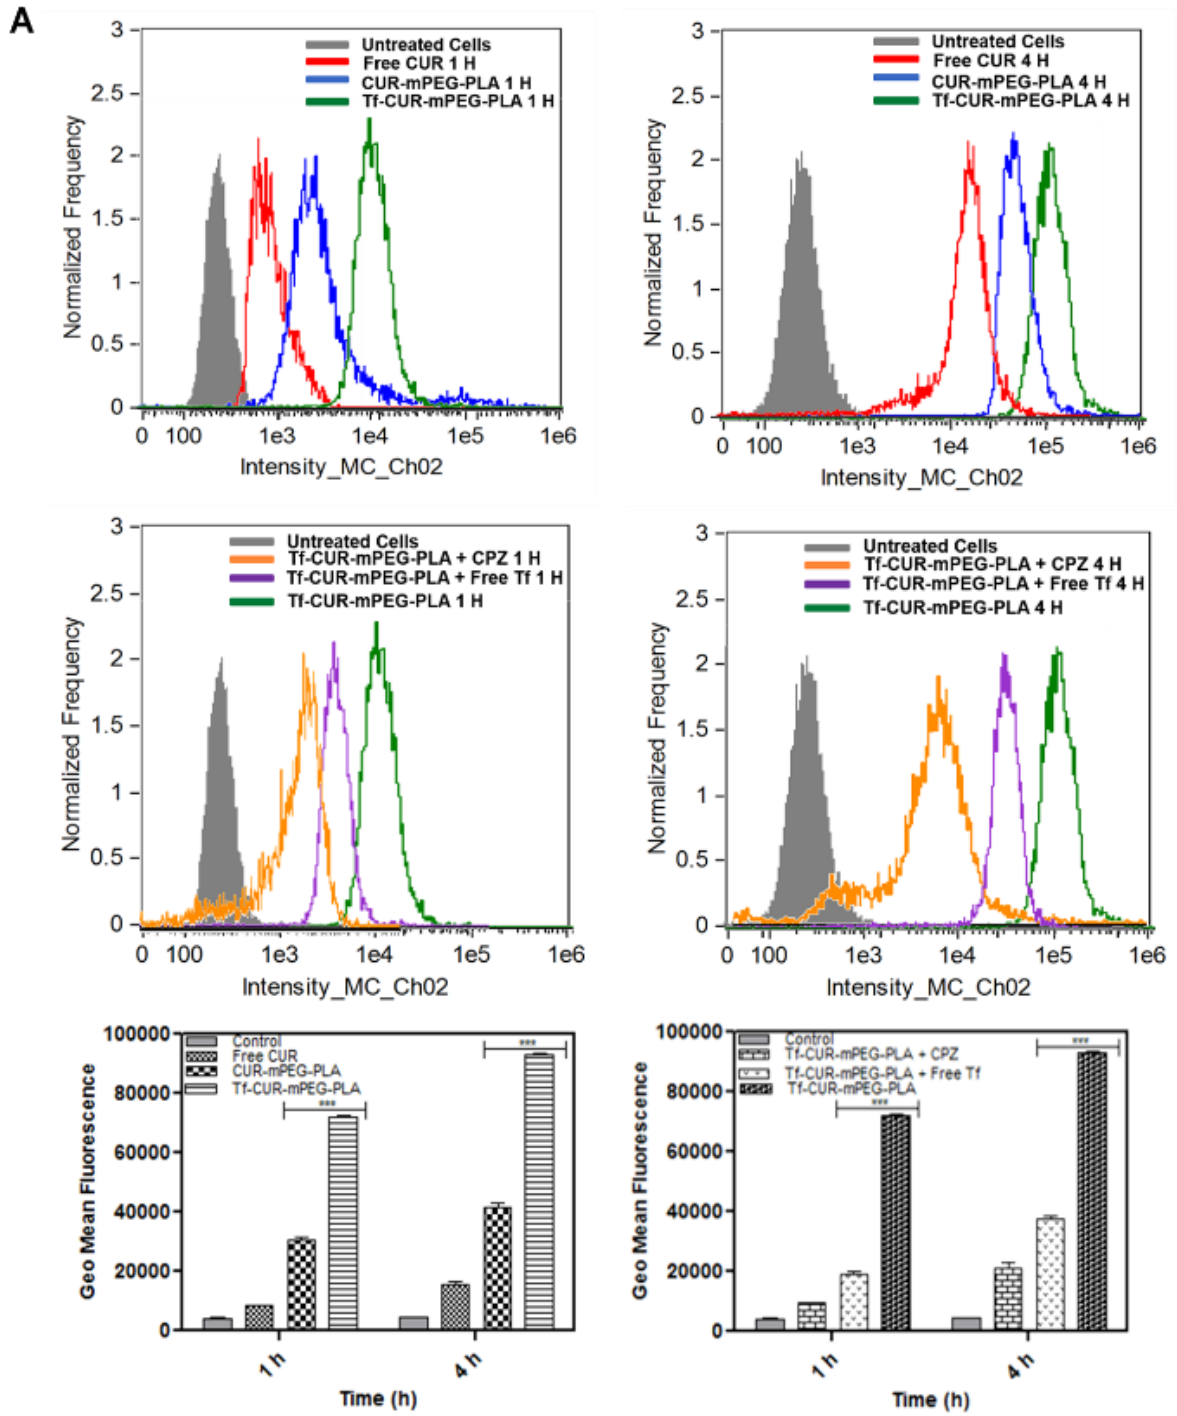 A
Untreated Cells
Free CUR 1 H
CUR-mPEG-PLA 1 H
Tf-CUR-mPEG-PLA 1 H
3
2.5
2
1.5
1
0.5
0
Normalized Frequency
0 100 1e3 1e4 1e5 1e6
Intensity_MC_Ch02
Untreated Cells
Free CUR 4 H
CUR-mPEG-PLA 4 H
Tf-CUR-mPEG-PLA 4 H
3
2.5
2
1.5
1
0.5
0
Normalized Frequency
0 100 1e3 1e4 1e5 1e6
Intensity_MC_Ch02
Untreated Cells
Tf-CUR-mPEG-PLA + CPZ 1 H
Tf-CUR-mPEG-PLA + Free Tf 1 H
Tf-CUR-mPEG-PLA 1 H
3
2.5
2
1.5
1
0.5
0
Normalized Frequency
0 100 1e3 1e4 1e5 1e6
Intensity_MC_Ch02
Untreated Cells
Tf-CUR-mPEG-PLA + CPZ 4 H
Tf-CUR-mPEG-PLA + Free Tf 4 H
Tf-CUR-mPEG-PLA 4 H
3
2.5
2
1.5
1
0.5
0
Normalized Frequency
0 100 1e3 1e4 1e5 1e6
Intensity_MC_Ch02
Control
Free CUR
CUR-mPEG-PLA
Tf-CUR-mPEG-PLA
***
***
100000
80000
60000
40000
20000
0
Geo Mean Fluorescence
1 h
4 h
Time (h)
Control
Tf-CUR-mPEG-PLA + CPZ
Tf-CUR-mPEG-PLA + Free Tf
Tf-CUR-mPEG-PLA
***
***
100000
80000
60000
40000
20000
0
Geo Mean Fluorescence
1 h
4 h
Time (h)